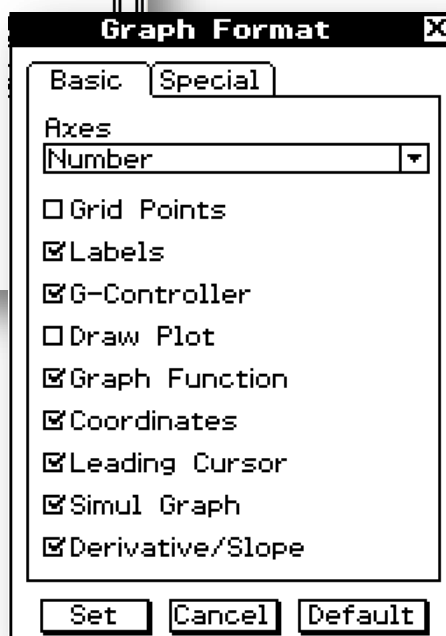 Graph Format
Basic Special
Axes
Number
Grid Points
Labels
G-Controller
Draw Plot
Graph Function
Coordinates
Leading Cursor
Simul Graph
Derivative/Slope
Set Cancel Default